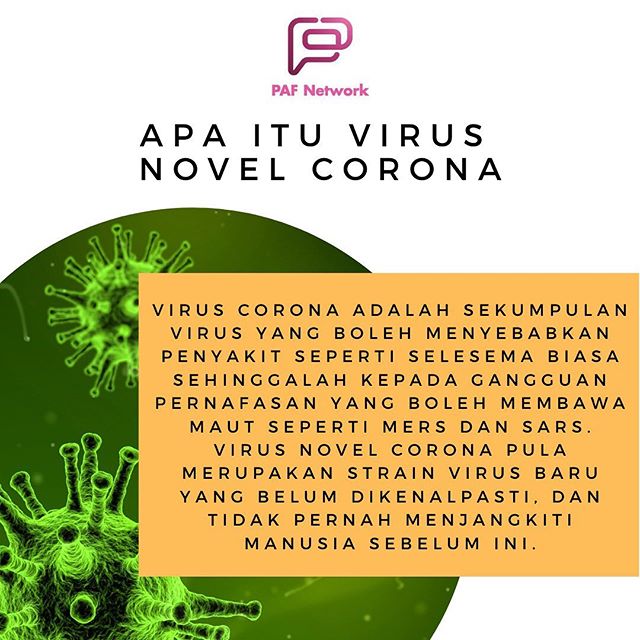 PAF Network
APA ITU VIRUS
NOVEL CORONA
VIRUS CORONA ADALAH SEKUMPULAN
VIRUS YANG BOLEH MENYEBABKAN
PENYAKIT SEPERTI SELESEMA BIASA
SEHINGGALAH KEPADA GANGGUAN
PERNAFASAN YANG BOLEH MEMBAWA
MAUT SEPERTI MERS DAN SARS.
VIRUS NOVEL CORONA PULA
MERUPAKAN STRAIN VIRUS BARU
YANG BELUM DIKENALPASTI, DAN
TIDAK PERNAH MENJANGKITI
MANUSIA SEBELUM INI.